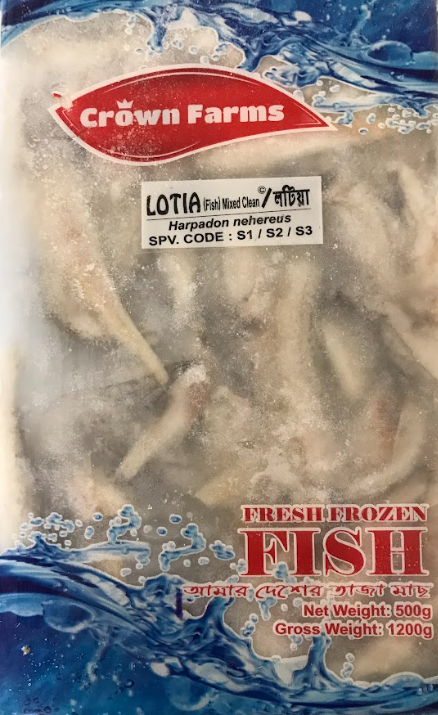 Crown Farms
LOTIA (Fish) Mixed Clean © / লটিয়া
Harpadon nehereus
SPV. CODE : S1 / S2 / S3
FRESH FROZEN
FISH
আমার দেশের তাজা মাছ
Net Weight: 500g
Gross Weight: 1200g